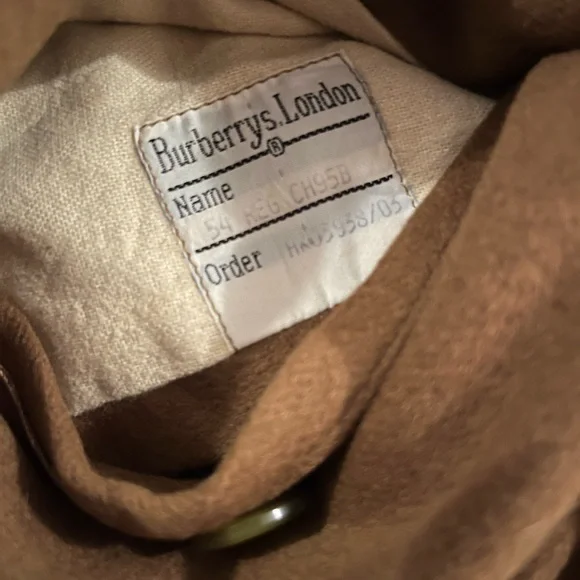 Burberrys.London
®
Name
54 REG CH95B
Order